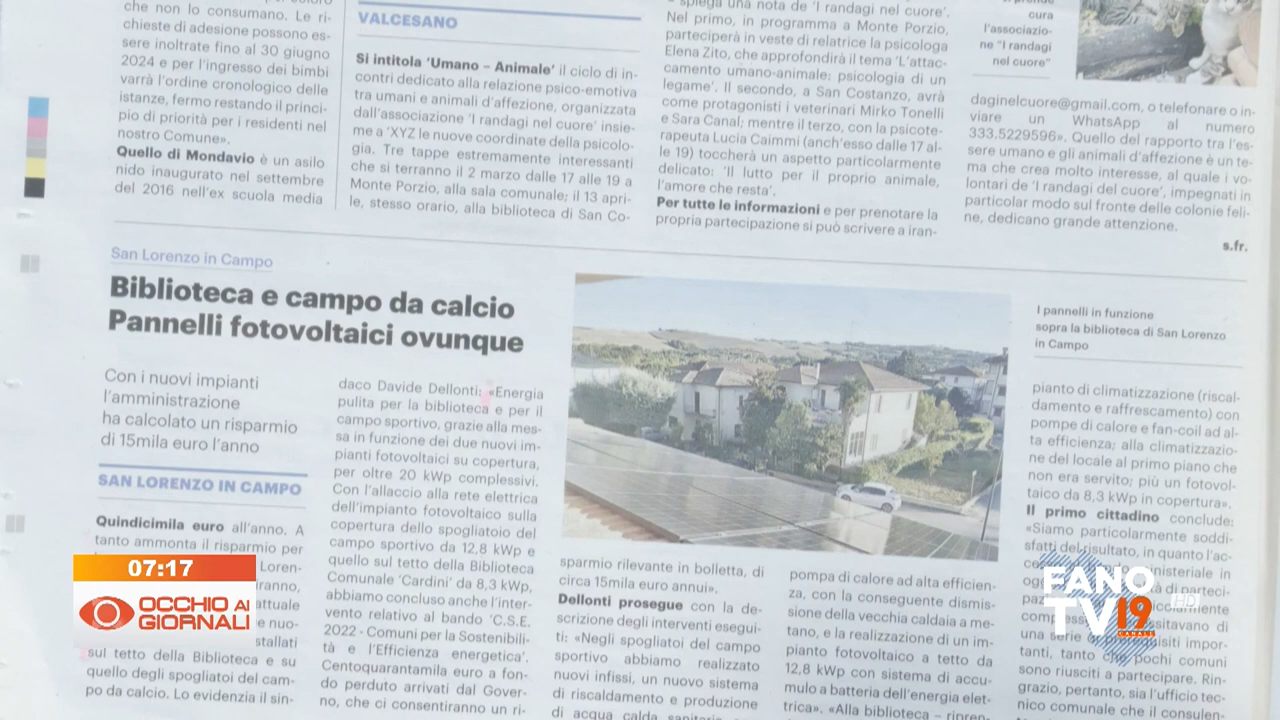 che non lo consumano. Le ri-
chieste di adesione possono es-
sere inoltrate fino al 30 giugno
2024 e per l'ingresso dei bimbi
varrà l'ordine cronologico delle
istanze, fermo restando il princi-
pio di priorità per i residenti nel
nostro Comune».
Quello di Mondavio è un asilo
nido inaugurato nel settembre
del 2016 nell'ex scuola media
VALCESANO
Si intitola 'Umano – Animale' il ciclo di in-
contri dedicato alla relazione psico-emotiva
tra umani e animali d'affezione, organizzata
dall'associazione 'I randagi nel cuore' insie-
me a 'XYZ le nuove coordinate della psicolo-
gia. Tre tappe estremamente interessanti
che si terranno il 2 marzo dalle 17 alle 19 a
Monte Porzio, alla sala comunale; il 13 apri-
le, stesso orario, alla biblioteca di San Co-
spiega una nota de 'I randagi nel cuore'.
Nel primo, in programma a Monte Porzio,
parteciperà in veste di relatrice la psicologa
Elena Zito, che approfondirà il tema 'L'attac-
camento umano-animale: psicologia di un
legame'. Il secondo, a San Costanzo, avrà
come protagonisti i veterinari Mirko Tonelli
e Sara Canal; mentre il terzo, con la psicote-
rapeuta Lucia Caimmi (anch'esso dalle 17 al-
le 19) toccherà un aspetto particolarmente
delicato: 'Il lutto per il proprio animale,
l'amore che resta'.
Per tutte le informazioni e per prenotare la
propria partecipazione si può scrivere a iran-
cura
l'associazio-
ne "I randagi
nel cuore"
daginelcuore@gmail.com, o telefonare o in-
viare un WhatsApp al numero
333.5229596». Quello del rapporto tra l'es-
sere umano e gli animali d'affezione è un te-
ma che crea molto interesse, al quale i vo-
lontari de 'I randagi del cuore', impegnati in
particolar modo sul fronte delle colonie feli-
ne, dedicano grande attenzione.
s.fr.
San Lorenzo in Campo
Biblioteca e campo da calcio
Pannelli fotovoltaici ovunque
Con i nuovi impianti
l'amministrazione
ha calcolato un risparmio
di 15mila euro l'anno
SAN LORENZO IN CAMPO
Quindicimila euro all'anno. A
tanto ammonta il risparmio per
Loren-
ranno,
attuale
e nuo-
stallati
sul tetto della Biblioteca e su
quello degli spogliatoi del cam-
po da calcio. Lo evidenzia il sin-
daco Davide Dellonti: «Energia
pulita per la biblioteca e per il
campo sportivo, grazie alla mes-
sa in funzione dei due nuovi im-
pianti fotovoltaici su copertura,
per oltre 20 kWp complessivi.
Con l'allaccio alla rete elettrica
dell'impianto fotovoltaico sulla
copertura dello spogliatoio del
campo sportivo da 12,8 kWp e
quello sul tetto della Biblioteca
Comunale 'Cardini' da 8,3 kWp,
abbiamo concluso anche l'inter-
vento relativo al bando 'C.S.E.
2022 - Comuni per la Sostenibili-
tà e l'Efficienza energetica'.
Centoquarantamila euro a fon-
do perduto arrivati dal Gover-
no, che ci consentiranno un ri-
I pannelli in funzione
sopra la biblioteca di San Lorenzo
in Campo
sparmio rilevante in bolletta, di
circa 15mila euro annui».
Dellonti prosegue con la de-
scrizione degli interventi esegui-
ti: «Negli spogliatoi del campo
sportivo abbiamo realizzato
nuovi infissi, un nuovo sistema
di riscaldamento e produzione
di acqua calda sanitaria
pompa di calore ad alta efficien-
za, con la conseguente dismis-
sione della vecchia caldaia a me-
tano, e la realizzazione di un im-
pianto fotovoltaico a tetto da
12,8 kWp con sistema di accu-
mulo a batteria dell'energia elet-
trica». «Alla biblioteca – ripren-
pianto di climatizzazione (riscal-
damento e raffrescamento) con
pompe di calore e fan-coil ad al-
ta efficienza; alla climatizzazio-
ne del locale al primo piano che
non era servito; più un fotovol-
taico da 8,3 kWp in copertura».
Il primo cittadino conclude:
«Siamo particolarmente soddi-
sfatti del risultato, in quanto l'ac-
nisteriale in
parteci-
sitavano di
una serie di requisiti impor-
tanti, tanto che pochi comuni
sono riusciti a partecipare. Rin-
grazio, pertanto, sia l'ufficio tec-
nico comunale che il consulen-
07:17
OCCHIO AI
GIORNALI
FANO
TV 19
CANALE
HD